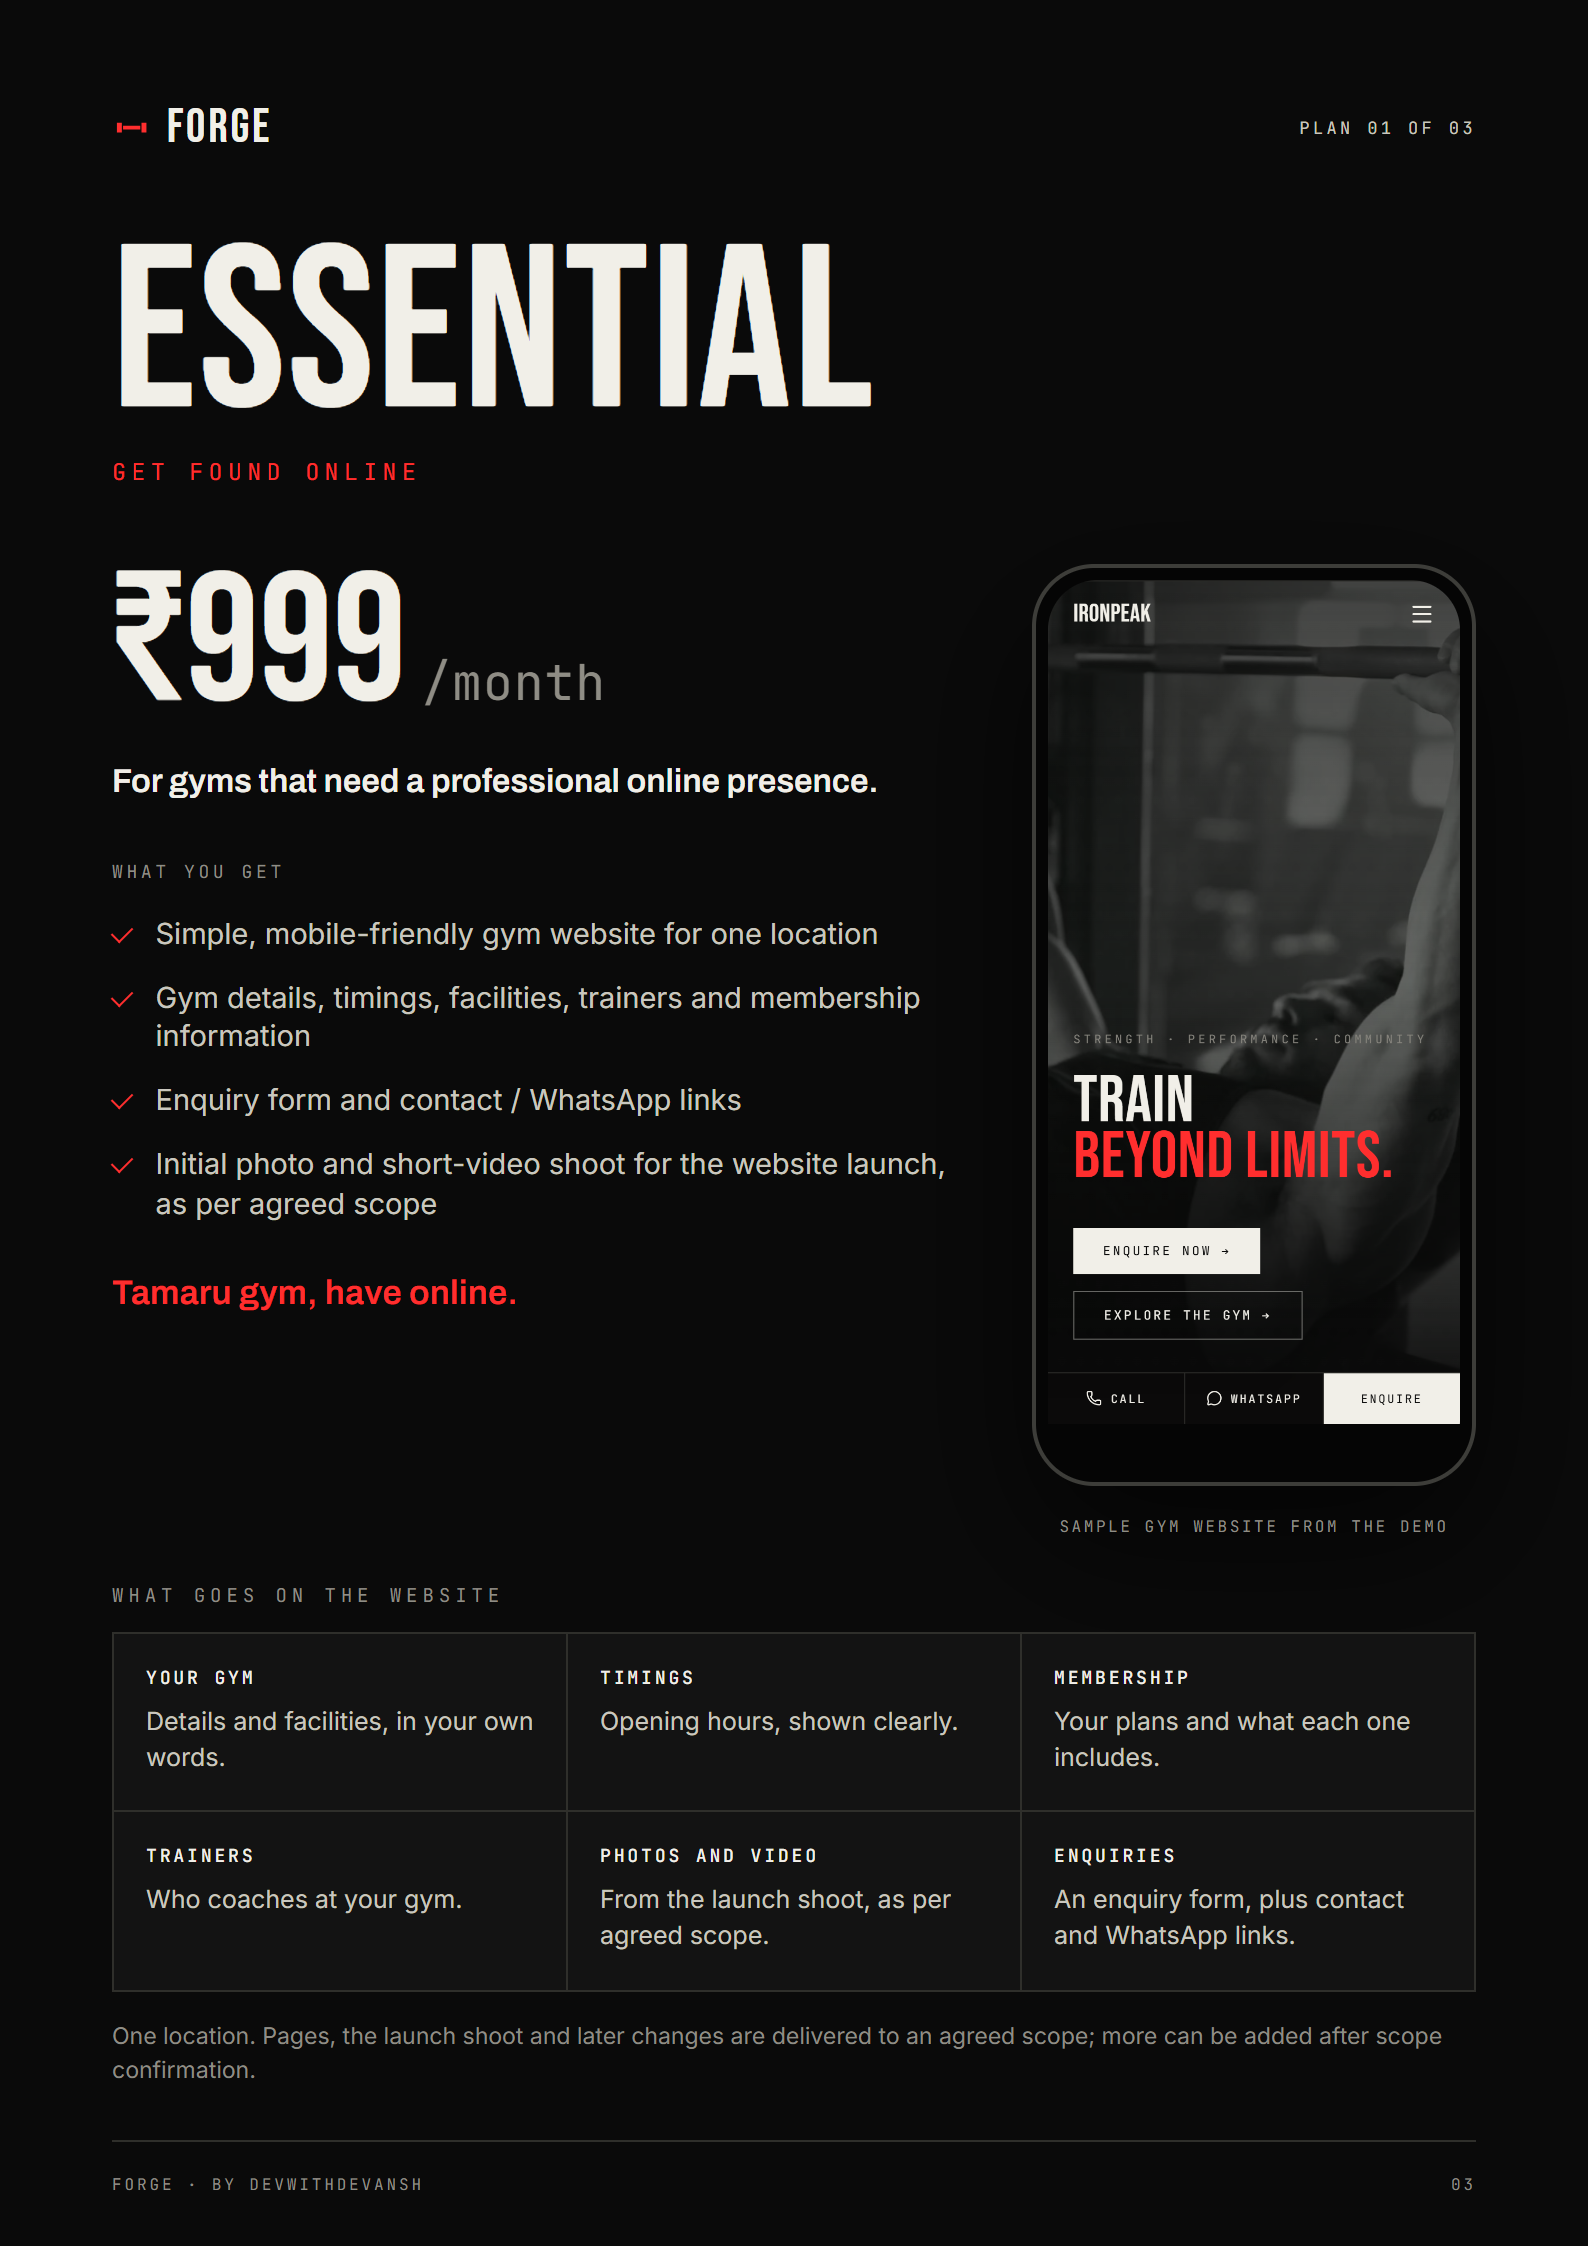 FORGE
PLAN 01 OF 03
ESSENTIAL
GET FOUND ONLINE
₹999 /month
For gyms that need a professional online presence.
WHAT YOU GET
Simple, mobile-friendly gym website for one location
Gym details, timings, facilities, trainers and membership
information
Enquiry form and contact / WhatsApp links
Initial photo and short-video shoot for the website launch,
as per agreed scope
Tamaru gym, have online.
IRONPEAK
STRENGTH · PERFORMANCE · COMMUNITY
TRAIN
BEYOND LIMITS.
ENQUIRE NOW →
EXPLORE THE GYM →
CALL
WHATSAPP
ENQUIRE
SAMPLE GYM WEBSITE FROM THE DEMO
WHAT GOES ON THE WEBSITE
YOUR GYM
Details and facilities, in your own
words.
TIMINGS
Opening hours, shown clearly.
MEMBERSHIP
Your plans and what each one
includes.
TRAINERS
Who coaches at your gym.
PHOTOS AND VIDEO
From the launch shoot, as per
agreed scope.
ENQUIRIES
An enquiry form, plus contact
and WhatsApp links.
One location. Pages, the launch shoot and later changes are delivered to an agreed scope; more can be added after scope
confirmation.
FORGE · BY DEVWITHDEVANSH
03